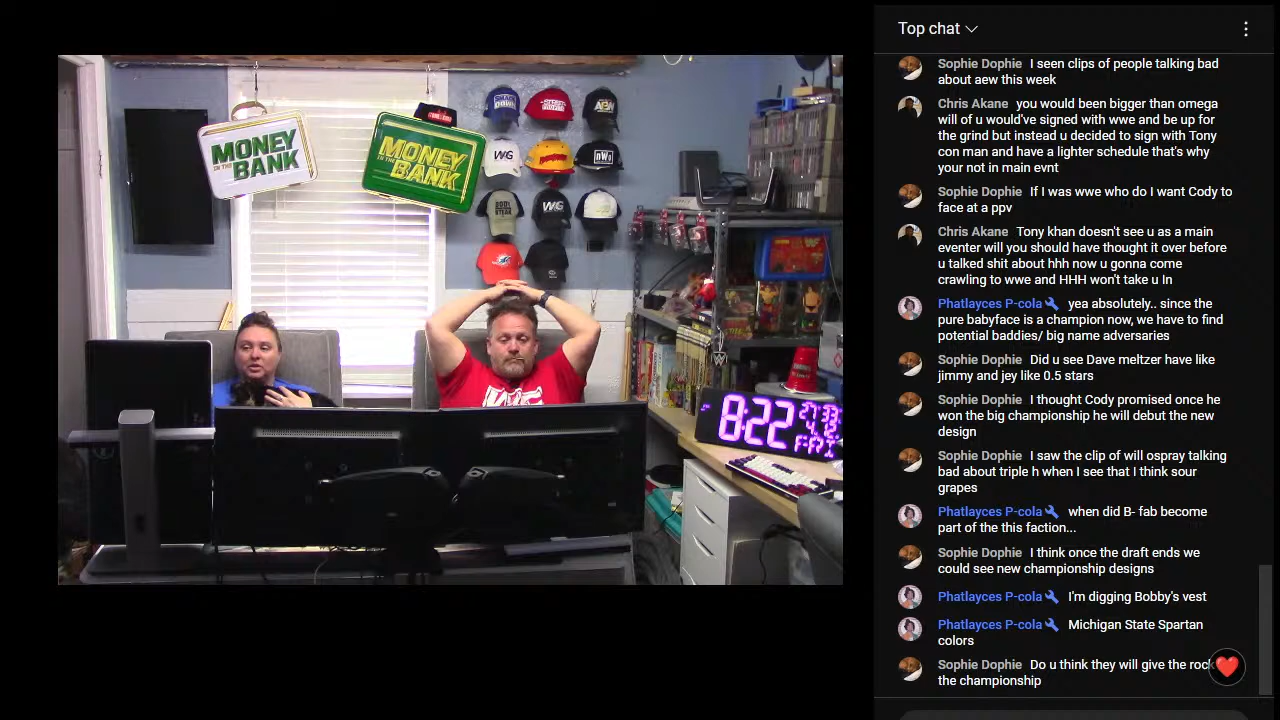 Top chat
Sophie Dophie I seen clips of people talking bad
about aew this week
Chris Akane you would been bigger than omega
will of u would've signed with wwe and be up for
the grind but instead u decided to sign with Tony
con man and have a lighter schedule that's why
your not in main evnt
Sophie Dophie If I was wwe who do I want Cody to
face at a ppv
Chris Akane Tony khan doesn't see u as a main
eventer will you should have thought it over before
u talked shit about hhh now u gonna come
crawling to wwe and HHH won't take u In
Phatlayces P-cola yea absolutely.. since the
pure babyface is a champion now, we have to find
potential baddies/ big name adversaries
Sophie Dophie Did u see Dave meltzer have like
jimmy and jey like 0.5 stars
Sophie Dophie I thought Cody promised once he
won the big championship he will debut the new
design
Sophie Dophie I saw the clip of will ospray talking
bad about triple h when I see that I think sour
grapes
Phatlayces P-cola when did B- fab become
part of the this faction...
Sophie Dophie I think once the draft ends we
could see new championship designs
Phatlayces P-cola I'm digging Bobby's vest
Phatlayces P-cola Michigan State Spartan
colors
Sophie Dophie Do u think they will give the rock
the championship
MONEY
IN THE
BANK
MONEY
IN THE
BANK
WG
nWo
WG
8:22
FRI